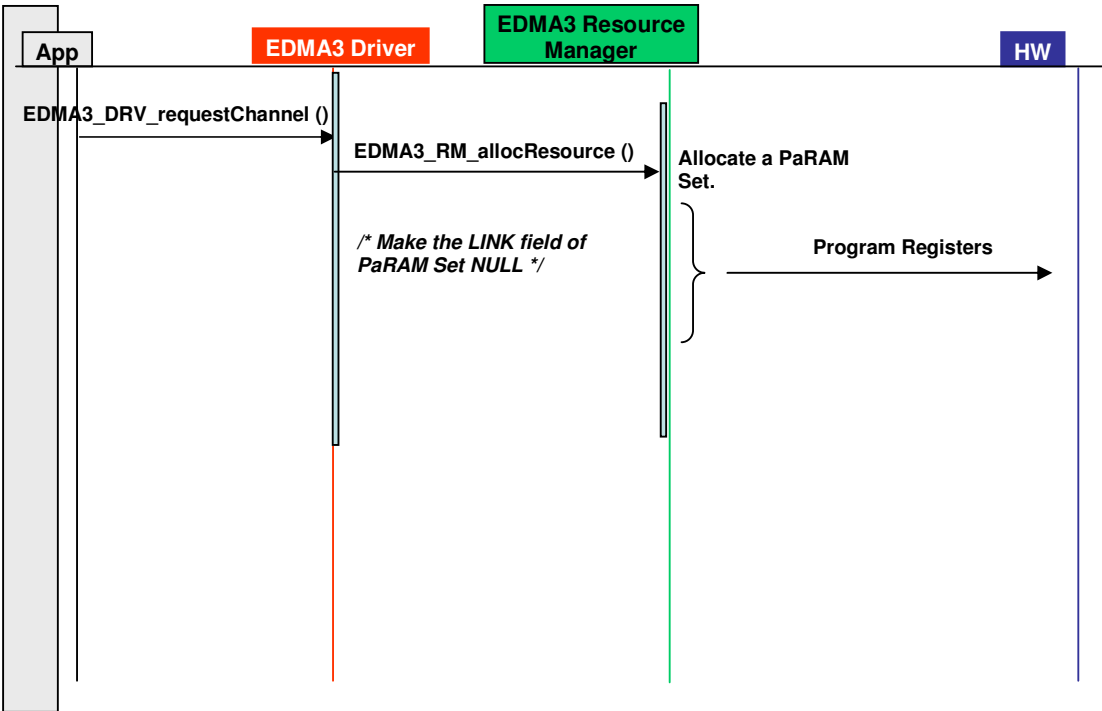 App
EDMA3 Driver
EDMA3 Resource
Manager
HW
EDMA3_DRV_requestChannel ()
EDMA3_RM_allocResource ()
Allocate a PaRAM
Set.
/* Make the LINK field of
PaRAM Set NULL */
Program Registers